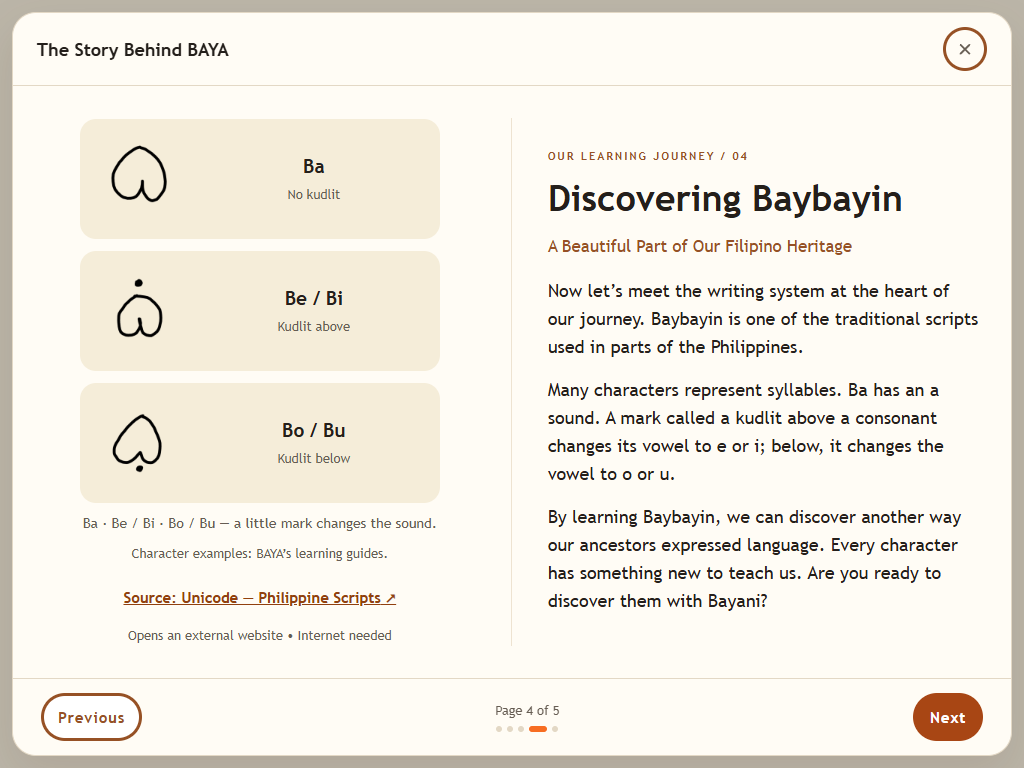 The Story Behind BAYA
×
ᜊ
Ba
No kudlit
ᜊᜒ
Be / Bi
Kudlit above
ᜊᜓ
Bo / Bu
Kudlit below
Ba · Be / Bi · Bo / Bu — a little mark changes the sound.
Character examples: BAYA’s learning guides.
Source: Unicode — Philippine Scripts ↗
Opens an external website • Internet needed
OUR LEARNING JOURNEY / 04
Discovering Baybayin
A Beautiful Part of Our Filipino Heritage
Now let’s meet the writing system at the heart of
our journey. Baybayin is one of the traditional scripts
used in parts of the Philippines.
Many characters represent syllables. Ba has an a
sound. A mark called a kudlit above a consonant
changes its vowel to e or i; below, it changes the
vowel to o or u.
By learning Baybayin, we can discover another way
our ancestors expressed language. Every character
has something new to teach us. Are you ready to
discover them with Bayani?
Previous
Page 4 of 5
Next